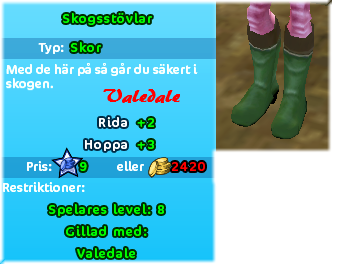 Skogsstövlar
Typ: Skor
Med de här på så går du säkert i
skogen.
Valedale
Rida +2
Hoppa +3
Pris: 9 eller 2420
Restriktioner:
Spelares level: 8
Gillad med:
Valedale